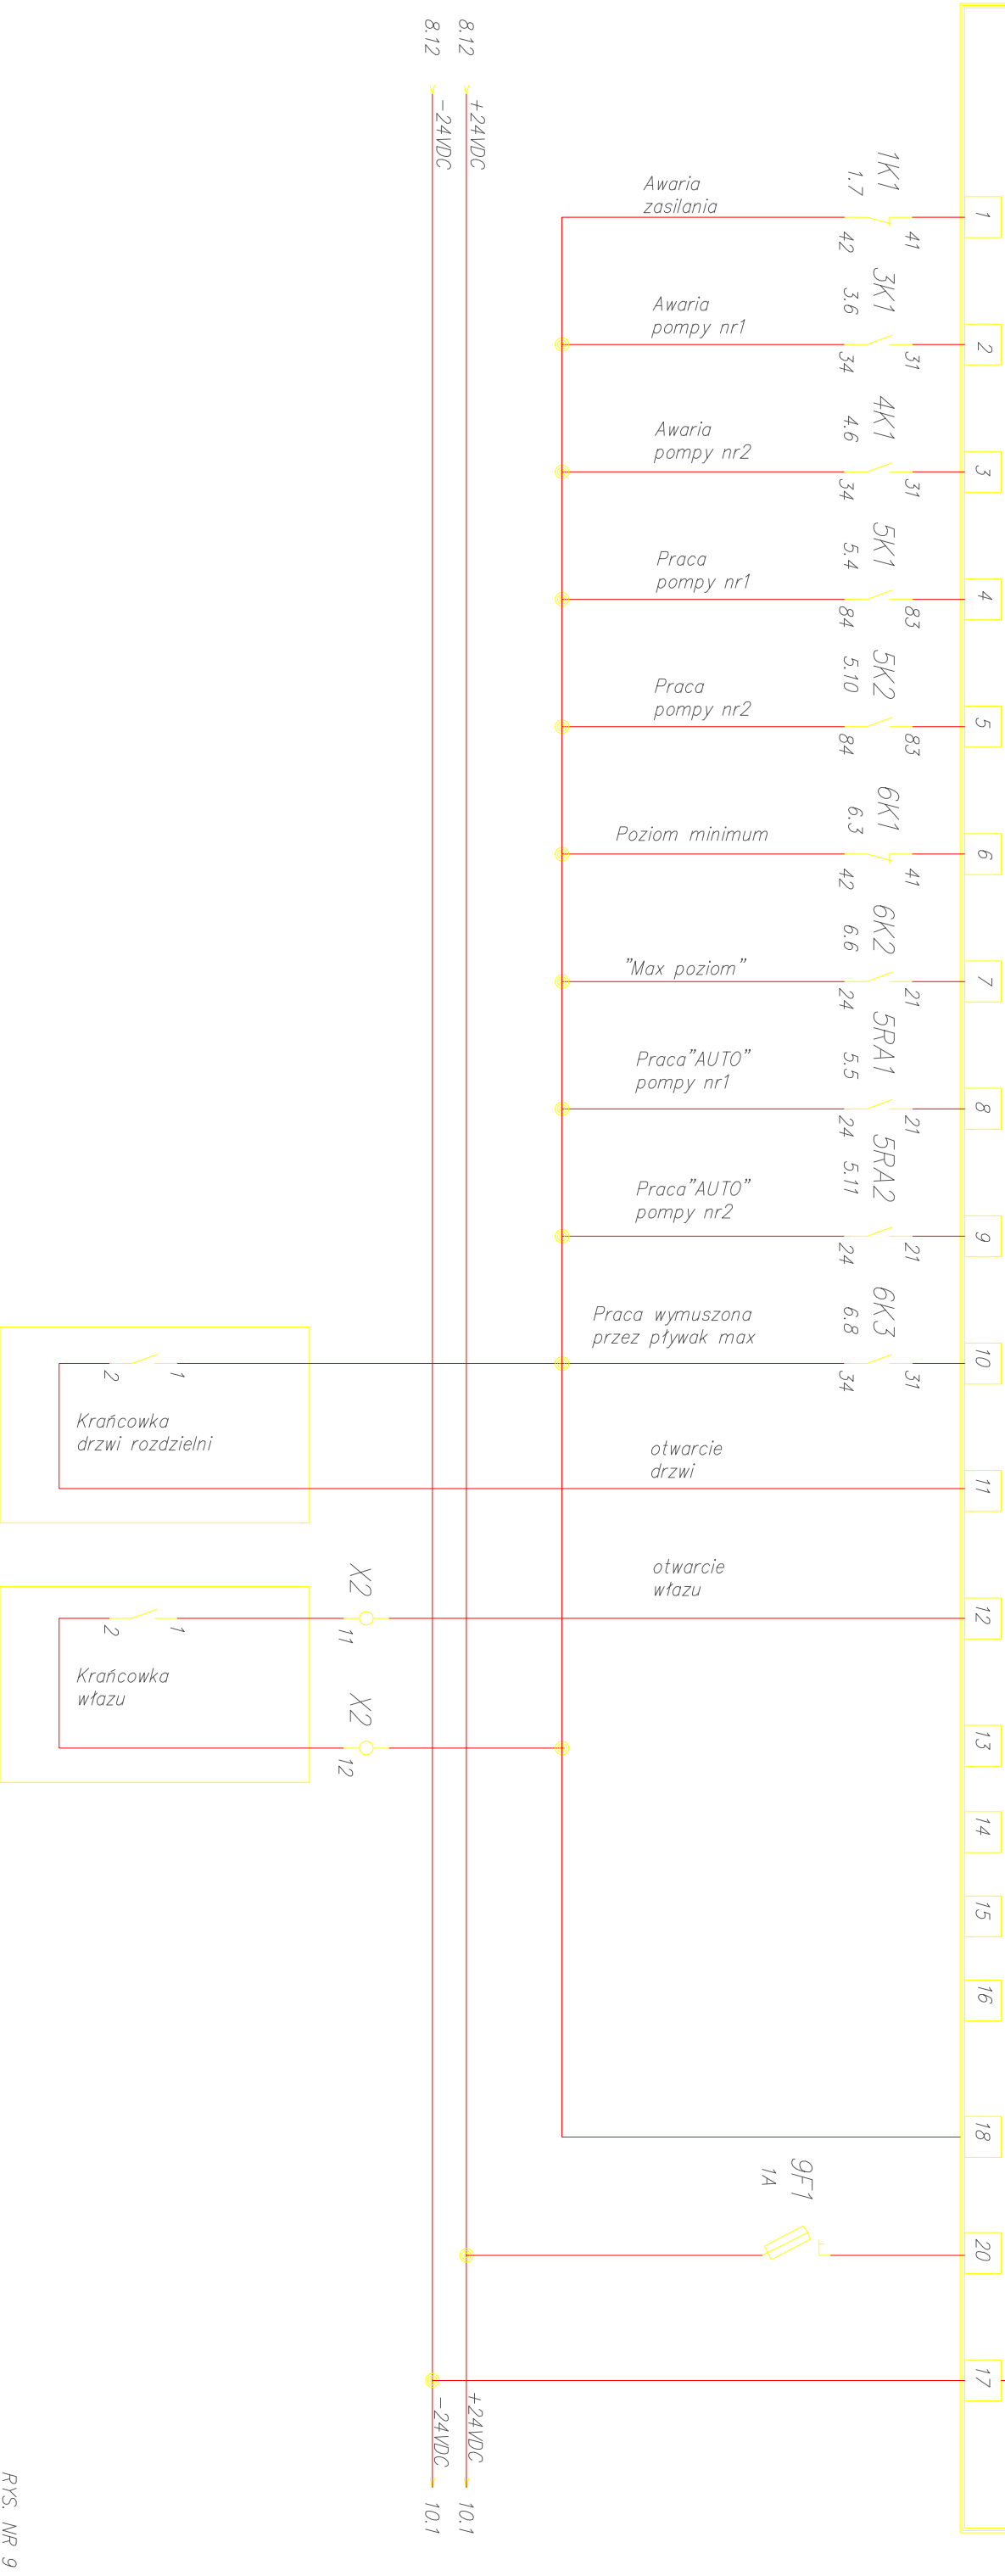 8.12
+24VDC
8.12
-24VDC
1
1K1
1.7
41
42
Awaria
zasilania
2
3K1
3.6
31
34
Awaria
pompy nr1
3
4K1
4.6
31
34
Awaria
pompy nr2
4
5K1
5.4
83
84
Praca
pompy nr1
5
5K2
5.10
83
84
Praca
pompy nr2
6
6K1
6.3
41
42
Poziom minimum
7
6K2
6.6
21
24
"Max poziom"
8
5RA1
5.5
21
24
Praca"AUTO"
pompy nr1
9
5RA2
5.11
21
24
Praca"AUTO"
pompy nr2
10
6K3
6.8
31
34
Praca wymuszona
przez pływak max
1
2
Krańcowka
drzwi rozdzielni
11
otwarcie
drzwi
12
otwarcie
włazu
X2
11
1
2
Krańcowka
włazu
X2
12
13
14
15
16
18
9F1
1A
20
17
+24VDC
10.1
-24VDC
10.1
RYS. NR 9